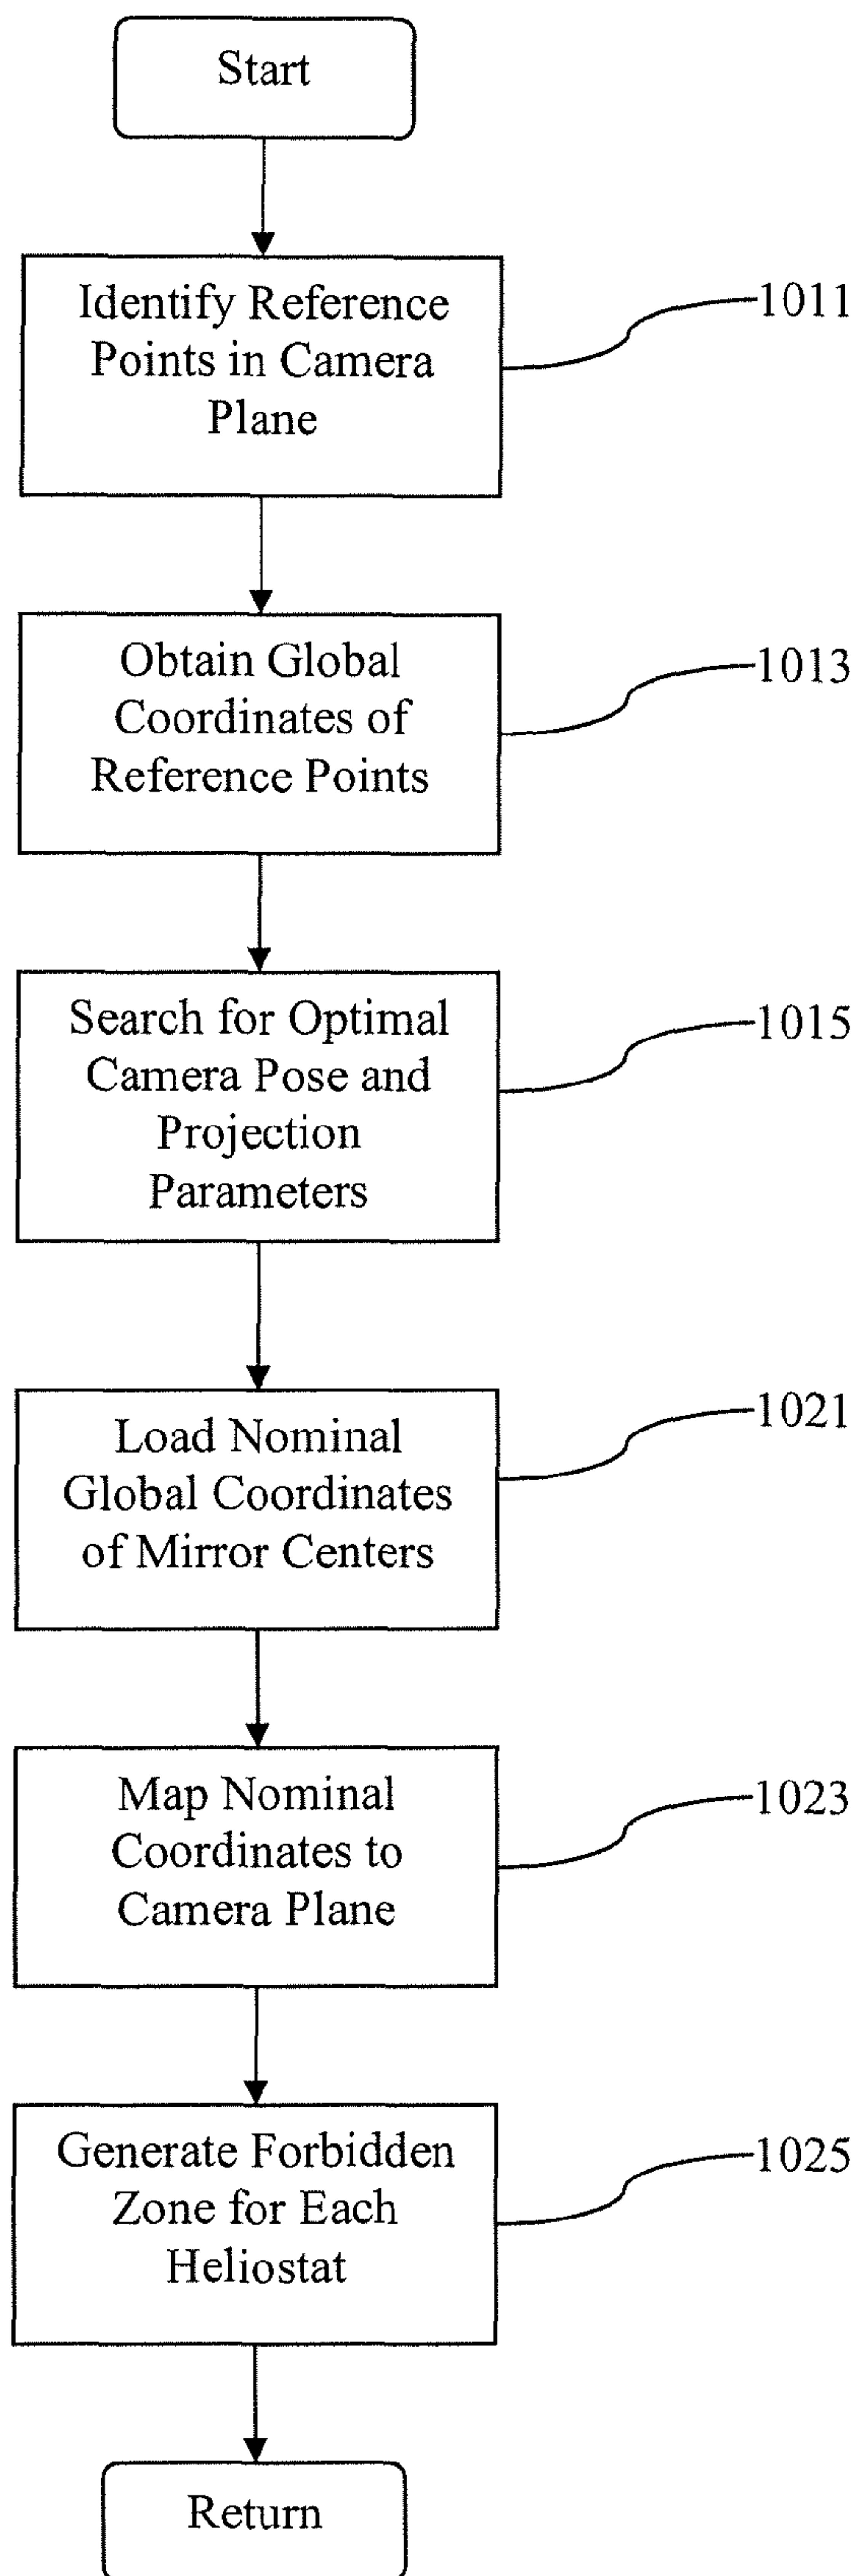 Start
Identify Reference
Points in Camera
Plane
1011
Obtain Global
Coordinates of
Reference Points
1013
Search for Optimal
Camera Pose and
Projection
Parameters
1015
Load Nominal
Global Coordinates
of Mirror Centers
1021
Map Nominal
Coordinates to
Camera Plane
1023
Generate Forbidden
Zone for Each
Heliostat
1025
Return